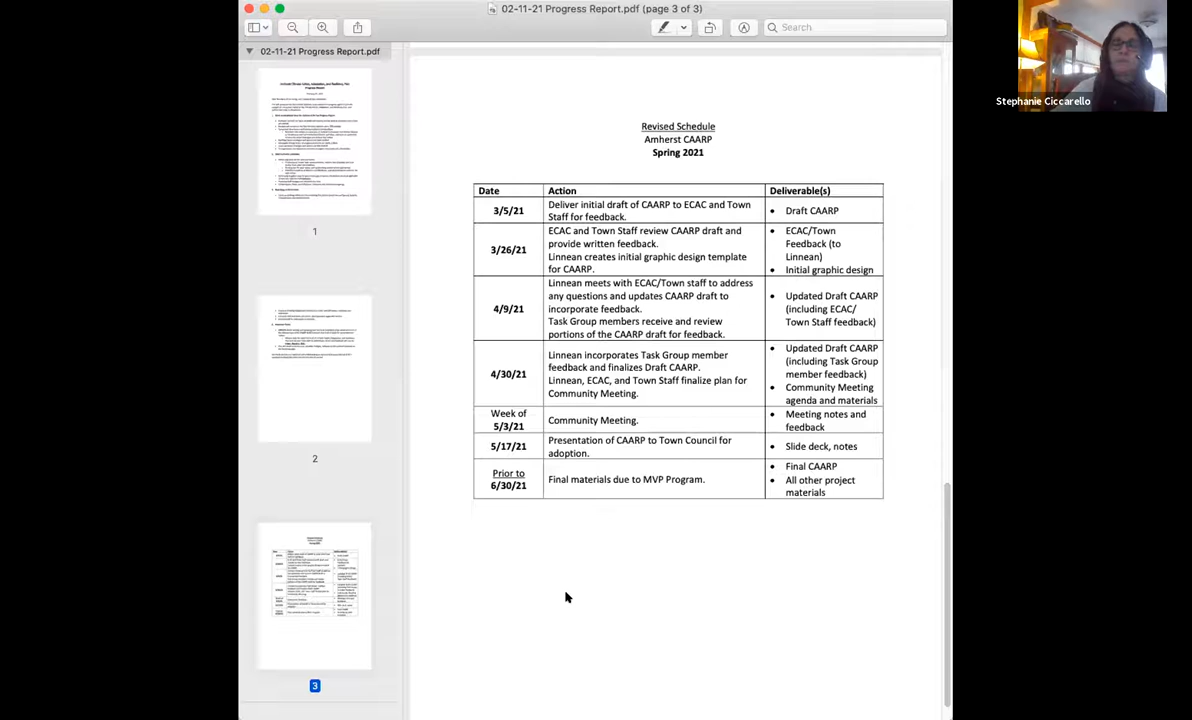 02-11-21 Progress Report.pdf (page 3 of 3)
Search
02-11-21 Progress Report.pdf
1
2
3
Stephanie Ciccarello
Revised Schedule
Amherst CAARP
Spring 2021
Date
Action
Deliverable(s)
3/5/21
Deliver initial draft of CAARP to ECAC and Town
Staff for feedback.
• Draft CAARP
3/26/21
ECAC and Town Staff review CAARP draft and
provide written feedback.
Linnean creates initial graphic design template
for CAARP.
• ECAC/Town
Feedback (to
Linnean)
• Initial graphic design
4/9/21
Linnean meets with ECAC/Town staff to address
any questions and updates CAARP draft to
incorporate feedback.
Task Group members receive and review
portions of the CAARP draft for feedback.
• Updated Draft CAARP
(including ECAC/
Town Staff feedback)
4/30/21
Linnean incorporates Task Group member
feedback and finalizes Draft CAARP.
Linnean, ECAC, and Town Staff finalize plan for
Community Meeting.
• Updated Draft CAARP
(including Task Group
member feedback)
• Community Meeting
agenda and materials
Week of
5/3/21
Community Meeting.
• Meeting notes and
feedback
5/17/21
Presentation of CAARP to Town Council for
adoption.
• Slide deck, notes
Prior to
6/30/21
Final materials due to MVP Program.
• Final CAARP
• All other project
materials